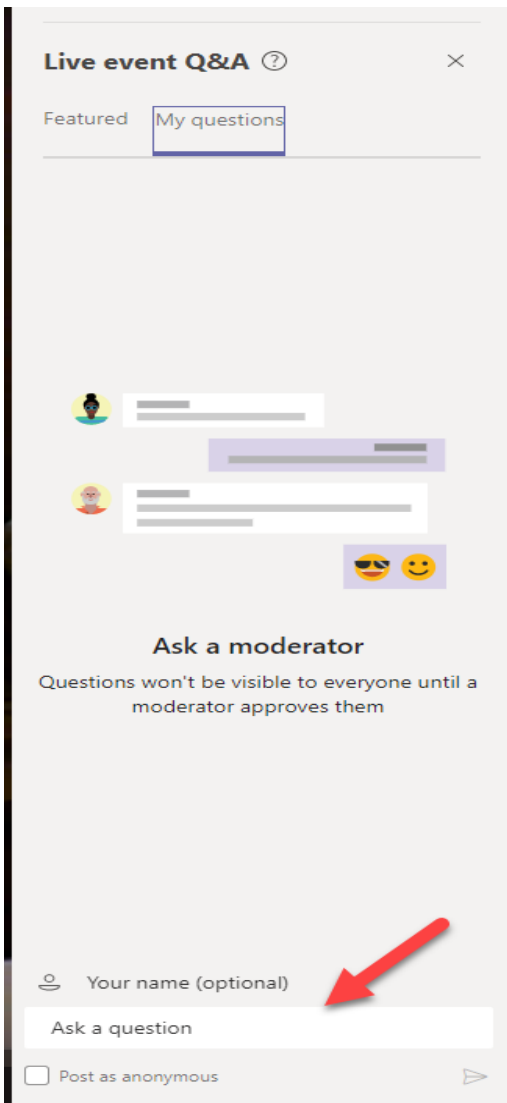 Live event Q&A ?
Featured My questions
Ask a moderator
Questions won't be visible to everyone until a
moderator approves them
Your name (optional)
Ask a question
Post as anonymous